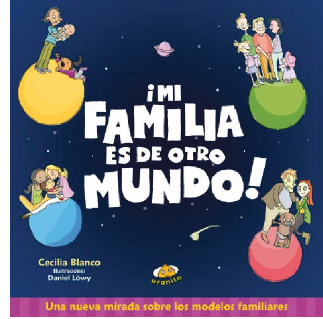 ¡MI
FAMILIA
ES DE OTRO
MUNDO!
Cecilia Blanco
Ilustraciones:
Daniel Löwy
uranito
Una nueva mirada sobre los modelos familiares